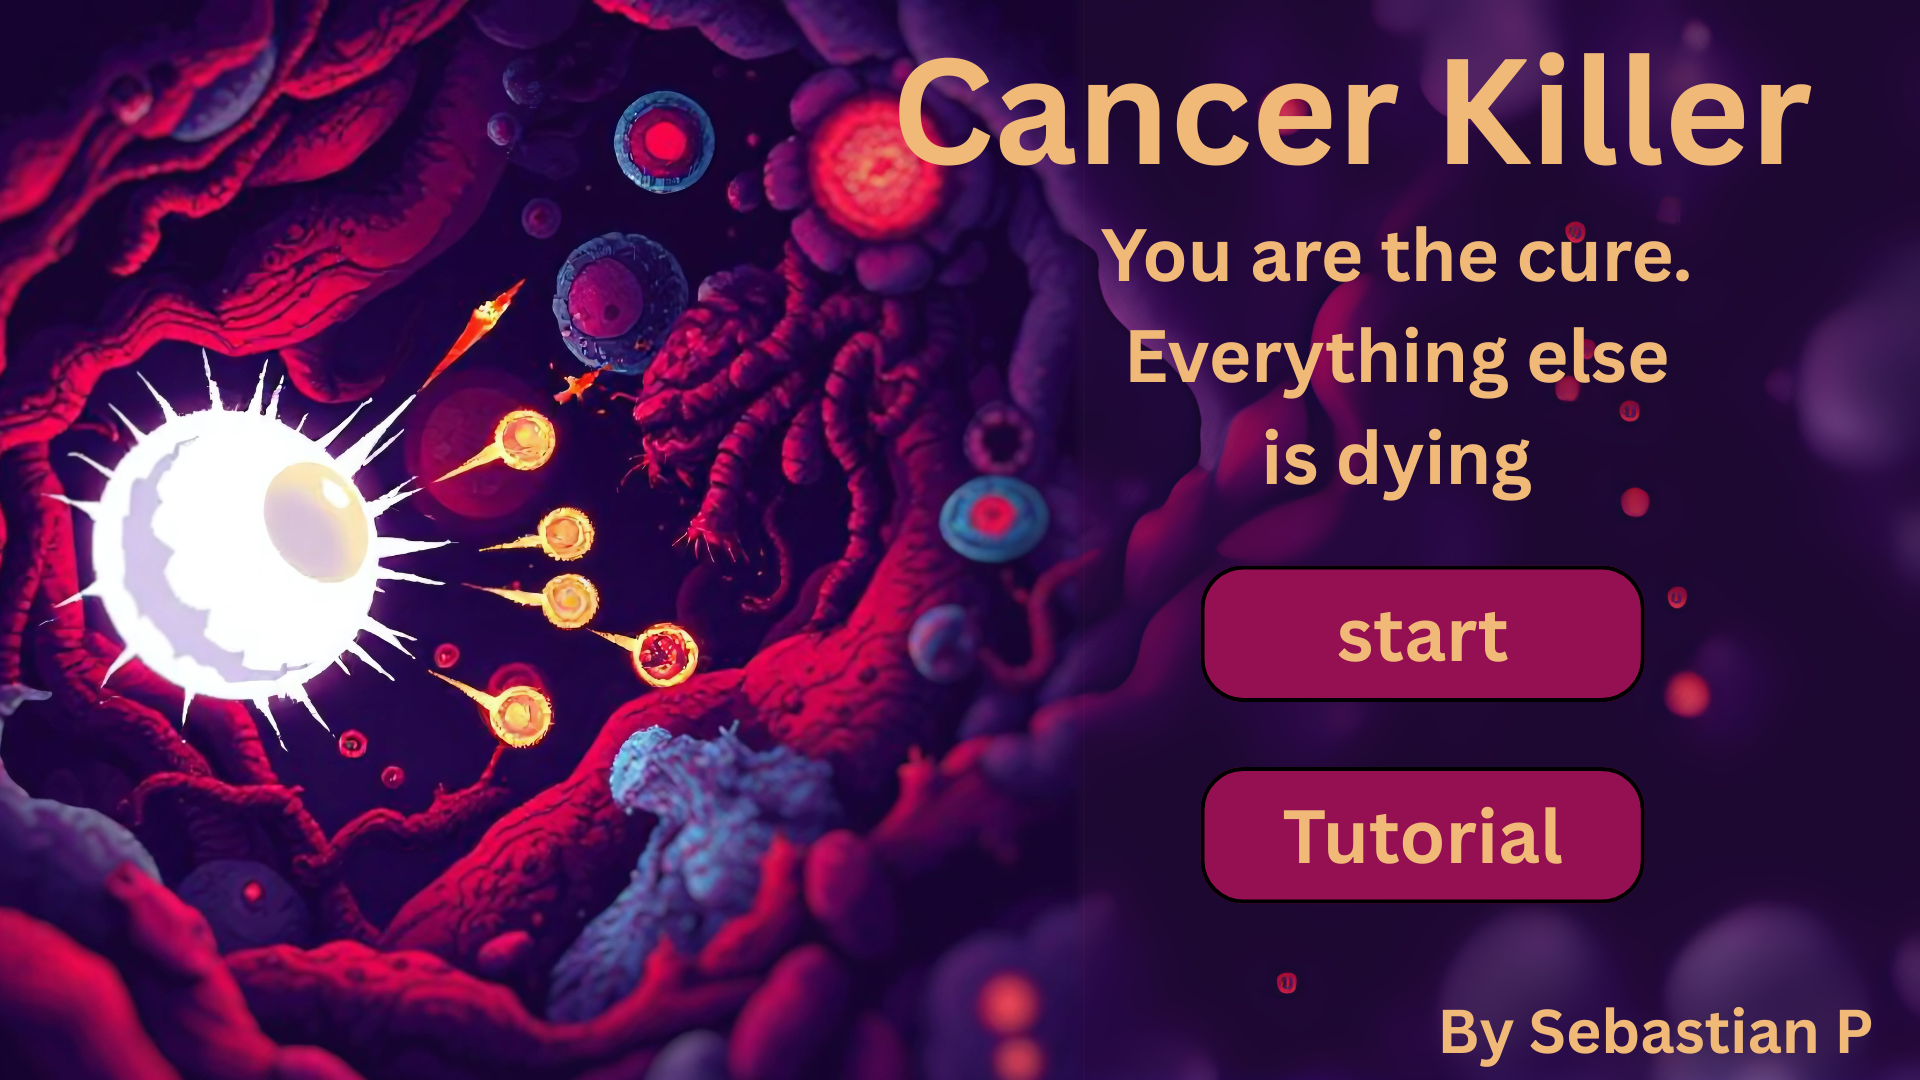 Cancer Killer
You are the cure.
Everything else
is dying
start
Tutorial
By Sebastian P